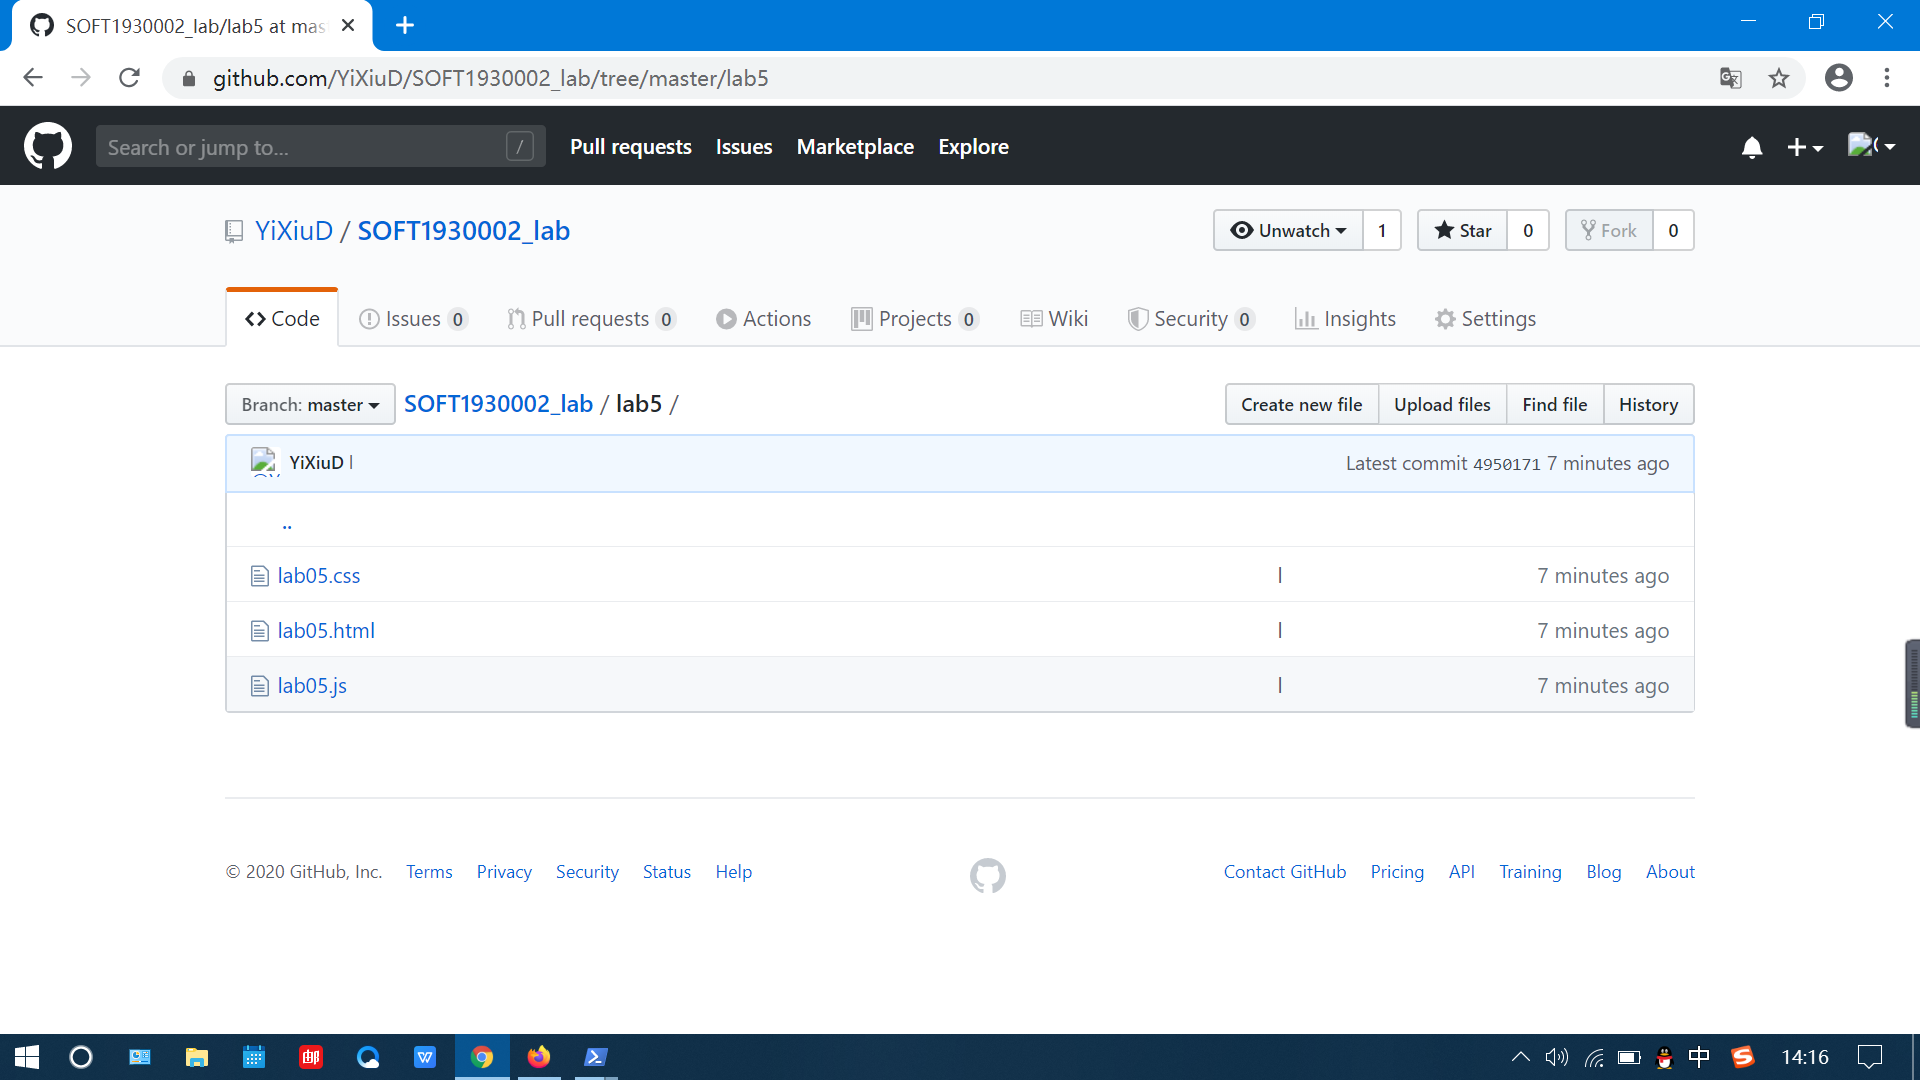 SOFT1930002_lab/lab5 at mas
github.com/YiXiuD/SOFT1930002_lab/tree/master/lab5
Search or jump to... /
Pull requests Issues Marketplace Explore
YiXiuD / SOFT1930002_lab
Unwatch 1 Star 0 Fork 0
Code Issues 0 Pull requests 0 Actions Projects 0 Wiki Security 0 Insights Settings
Branch: master SOFT1930002_lab / lab5 /
Create new file Upload files Find file History
YiXiuD l Latest commit 4950171 7 minutes ago
..
lab05.css l 7 minutes ago
lab05.html l 7 minutes ago
lab05.js l 7 minutes ago
© 2020 GitHub, Inc. Terms Privacy Security Status Help
Contact GitHub Pricing API Training Blog About
邮 W 中 S 14:16